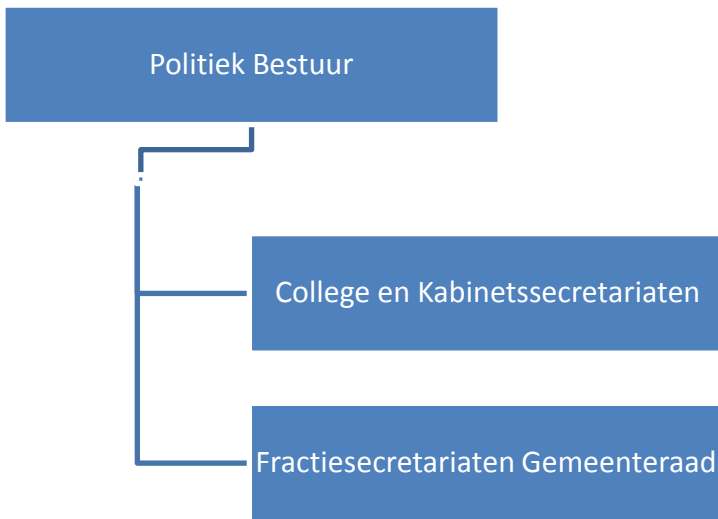 Politiek Bestuur
College en Kabinetssecretariaten
Fractiesecretariaten Gemeenteraad